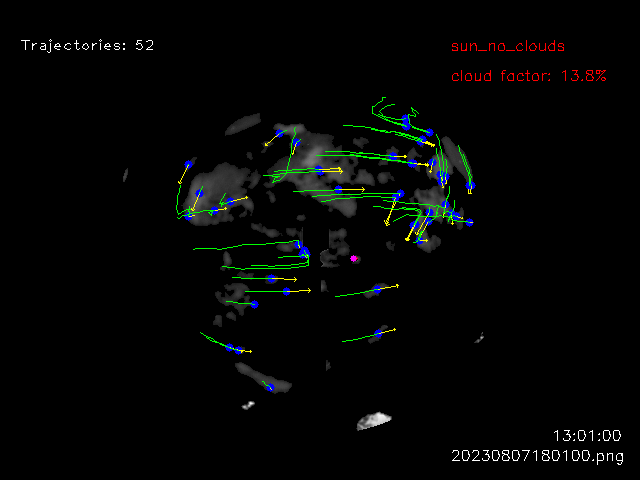 Trajectories: 52
sun_no_clouds
cloud factor: 13.8%
13:01:00
20230807180100.png